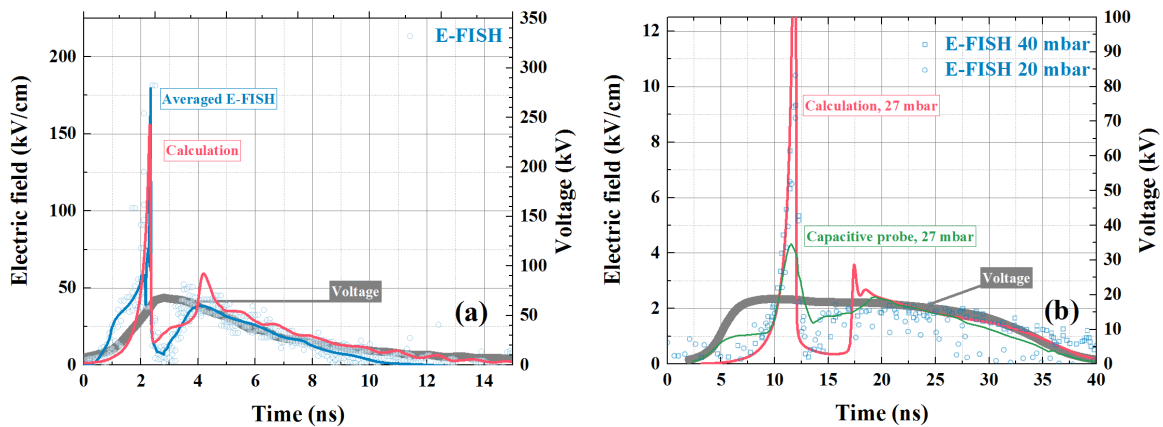 E-FISH
Averaged E-FISH
Calculation
Voltage
(a)
Electric field (kV/cm)
0
25
50
75
100
125
150
175
200
Voltage (kV)
0
50
100
150
200
250
300
350
0 2 4 6 8 10 12 14
Time (ns)
E-FISH 40 mbar
E-FISH 20 mbar
Calculation, 27 mbar
Capacitive probe, 27 mbar
Voltage
(b)
Electric field (kV/cm)
0
2
4
6
8
10
12
Voltage (kV)
0
10
20
30
40
50
60
70
80
90
100
0 5 10 15 20 25 30 35 40
Time (ns)